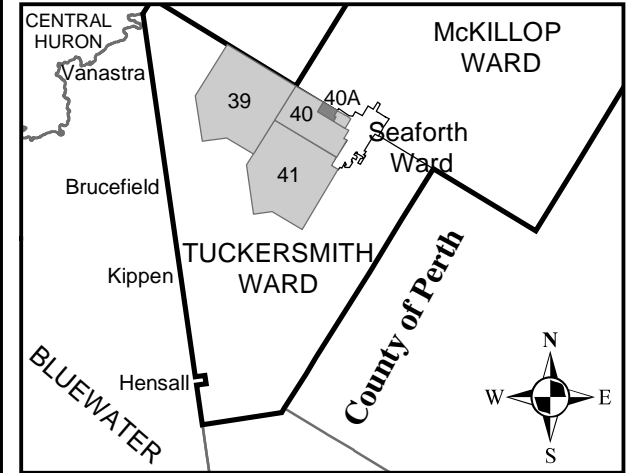 CENTRAL
HURON
McKILLOP
WARD
Vanastra
39
40
40A
Seaforth
Ward
41
Brucefield
TUCKERSMITH
WARD
Kippen
County of Perth
Hensall
BLUEWATER
N
W
E
S